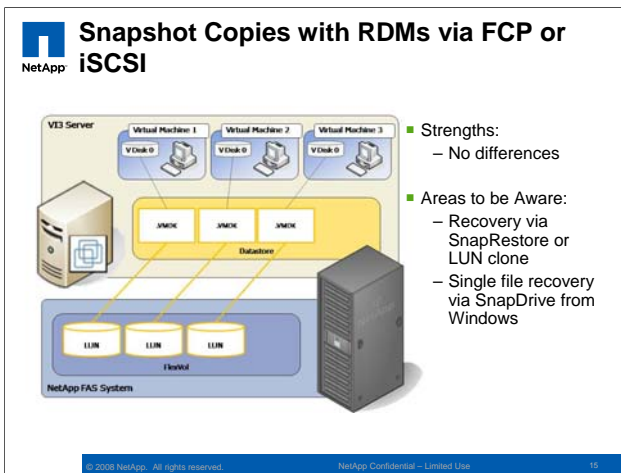 NetApp
Snapshot Copies with RDMs via FCP or
iSCSI
VI3 Server
Virtual Machine 1
Virtual Machine 2
Virtual Machine 3
VDisk 0
VDisk 0
VDisk 0
.VMDK
.VMDK
.VMDK
Datastore
LUN
LUN
LUN
FlexVol
NetApp FAS System
NetApp
■ Strengths:
– No differences
■ Areas to be Aware:
– Recovery via
SnapRestore or
LUN clone
– Single file recovery
via SnapDrive from
Windows
© 2008 NetApp. All rights reserved.
NetApp Confidential – Limited Use
15